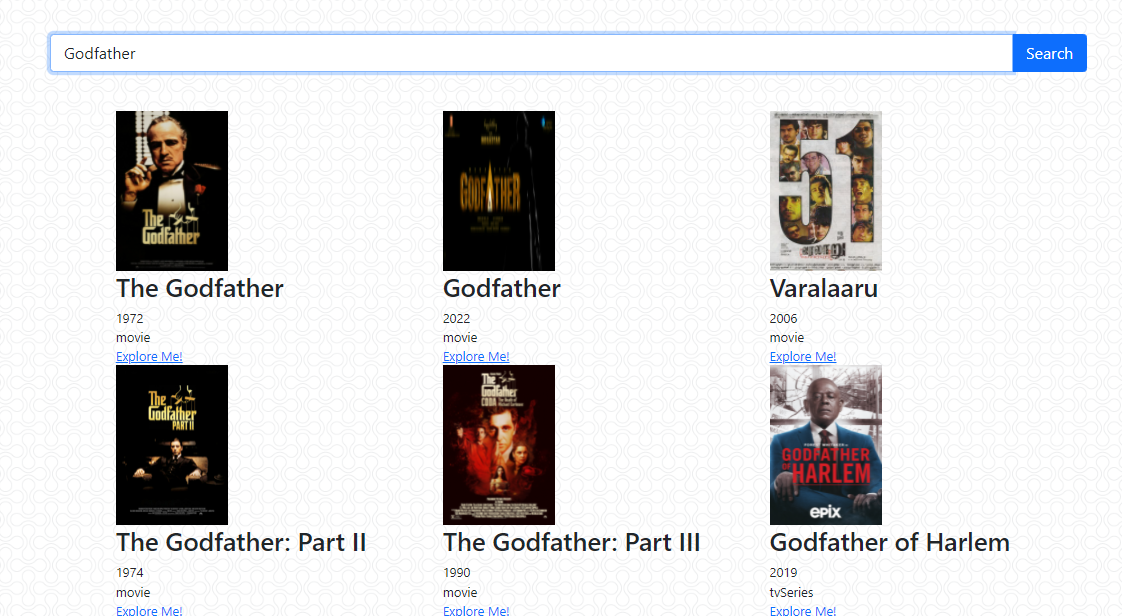 Godfather
Search
The
Godfather
The Godfather
1972
movie
Explore Me!
GODFATHER
Godfather
2022
movie
Explore Me!
51
Varalaaru
2006
movie
Explore Me!
The
Godfather
PART II
The Godfather: Part II
1974
movie
Explore Me!
The
Godfather
CODA
The Godfather: Part III
1990
movie
Explore Me!
GODFATHER
OF HARLEM
epix
Godfather of Harlem
2019
tvSeries
Explore Me!